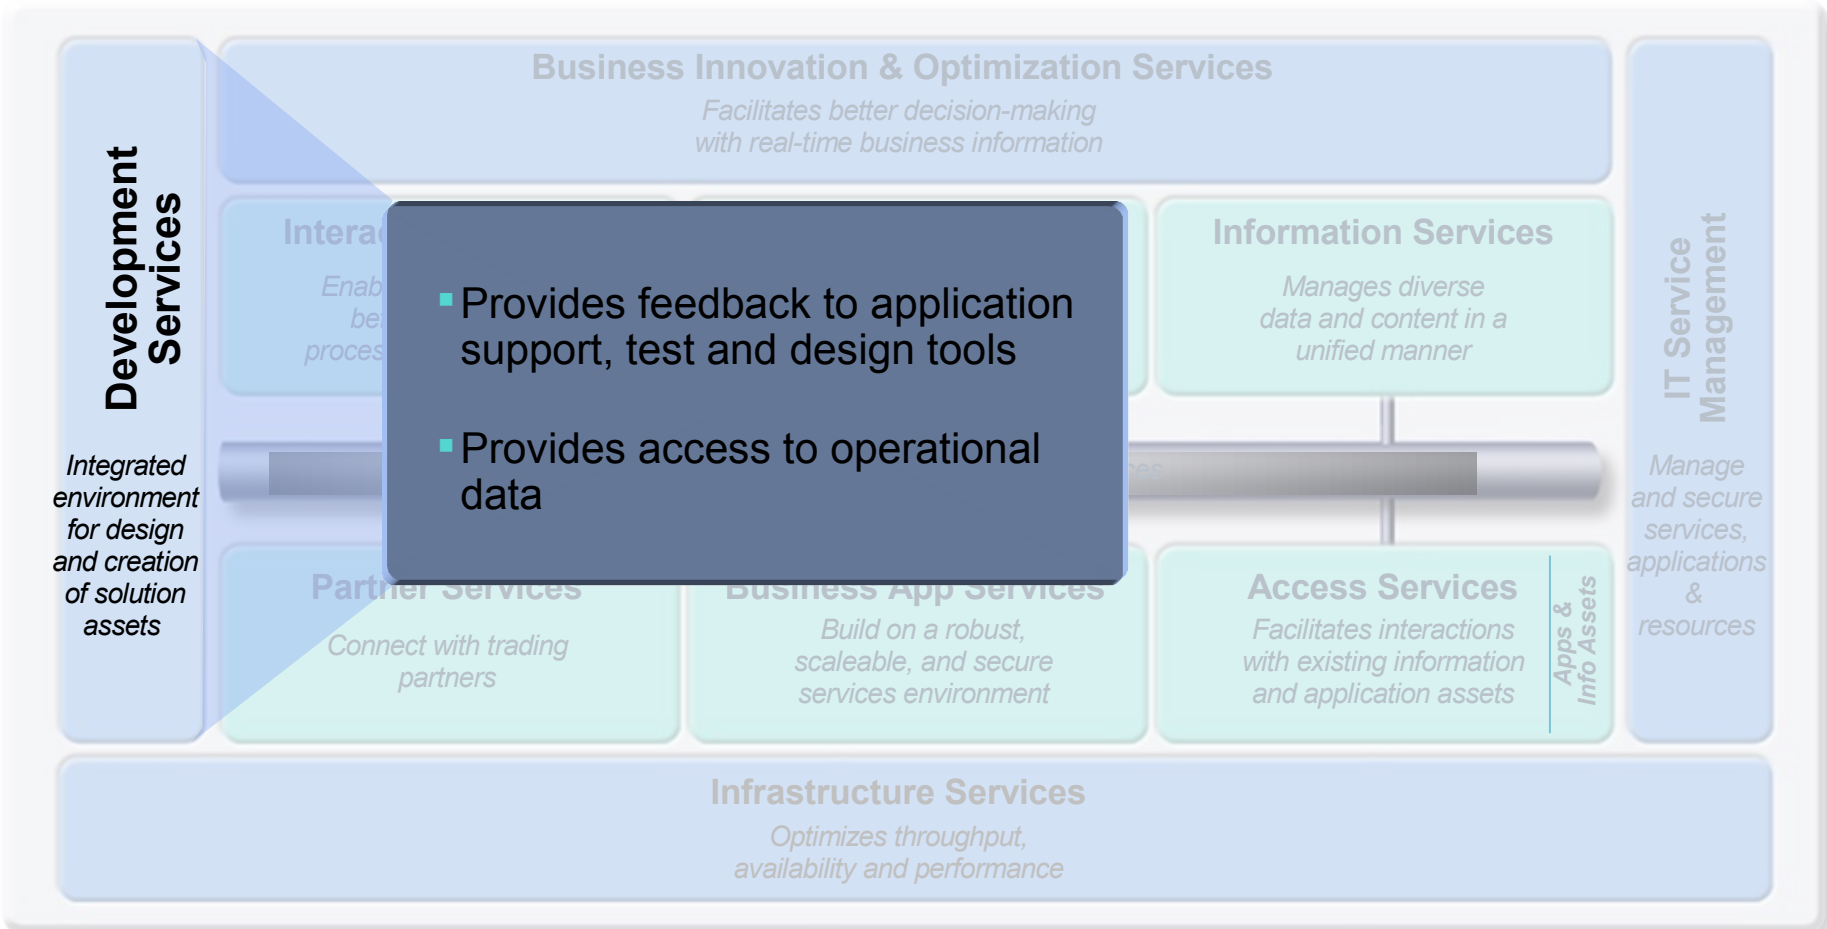 Business Innovation & Optimization Services
Facilitates better decision-making
with real-time business information
Development
Services
Integrated
environment
for design
and creation
of solution
assets
Provides feedback to application
support, test and design tools
Provides access to operational
data
Information Services
Manages diverse
data and content in a
unified manner
IT Service
Management
Manage
and secure
services,
applications
&
resources
Partner Services
Connect with trading
partners
Business App Services
Build on a robust,
scaleable, and secure
services environment
Access Services
Facilitates interactions
with existing information
and application assets
Apps &
Info Assets
Infrastructure Services
Optimizes throughput,
availability and performance